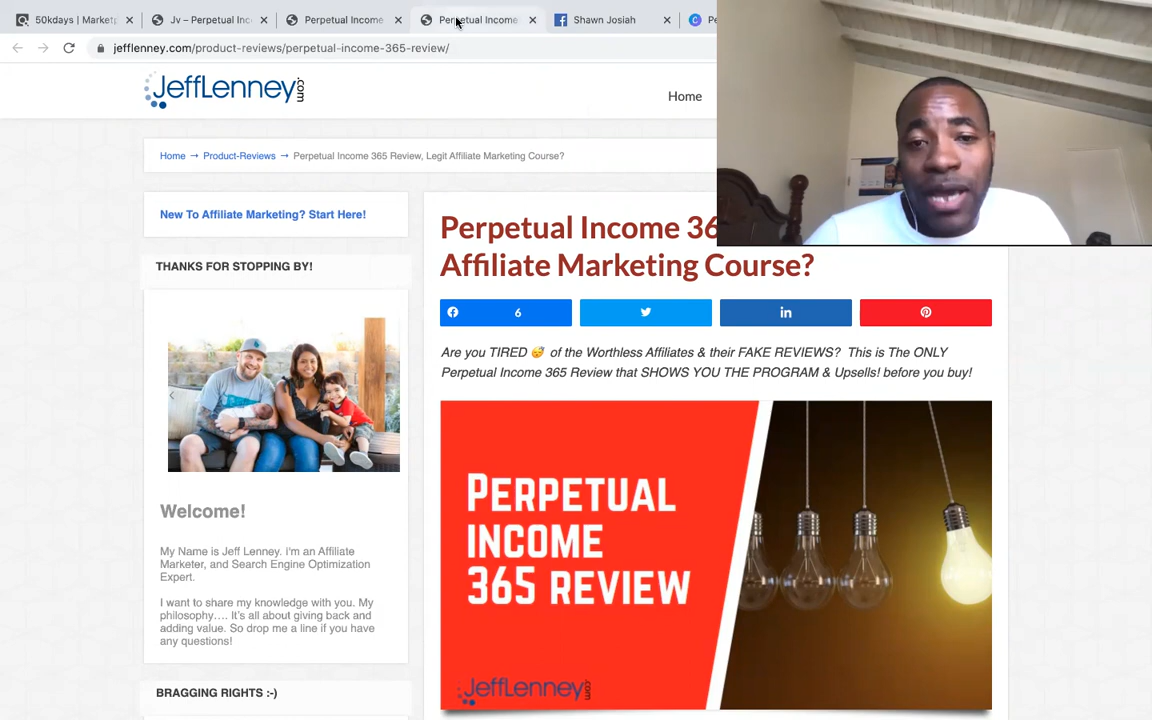 50kdays | Marketp
Jv – Perpetual Inc
Perpetual Income
Perpetual Income
Shawn Josiah
Pe
jefflenney.com/product-reviews/perpetual-income-365-review/
JeffLenney.com
Home
Home → Product-Reviews → Perpetual Income 365 Review, Legit Affiliate Marketing Course?
New To Affiliate Marketing? Start Here!
THANKS FOR STOPPING BY!
Welcome!
My Name is Jeff Lenney. i'm an Affiliate
Marketer, and Search Engine Optimization
Expert.
I want to share my knowledge with you. My
philosophy…. It's all about giving back and
adding value. So drop me a line if you have
any questions!
BRAGGING RIGHTS :-)
Perpetual Income 36
Affiliate Marketing Course?
6
Are you TIRED 😴 of the Worthless Affiliates & their FAKE REVIEWS? This is The ONLY
Perpetual Income 365 Review that SHOWS YOU THE PROGRAM & Upsells! before you buy!
PERPETUAL
INCOME
365 REVIEW
JeffLenney.com